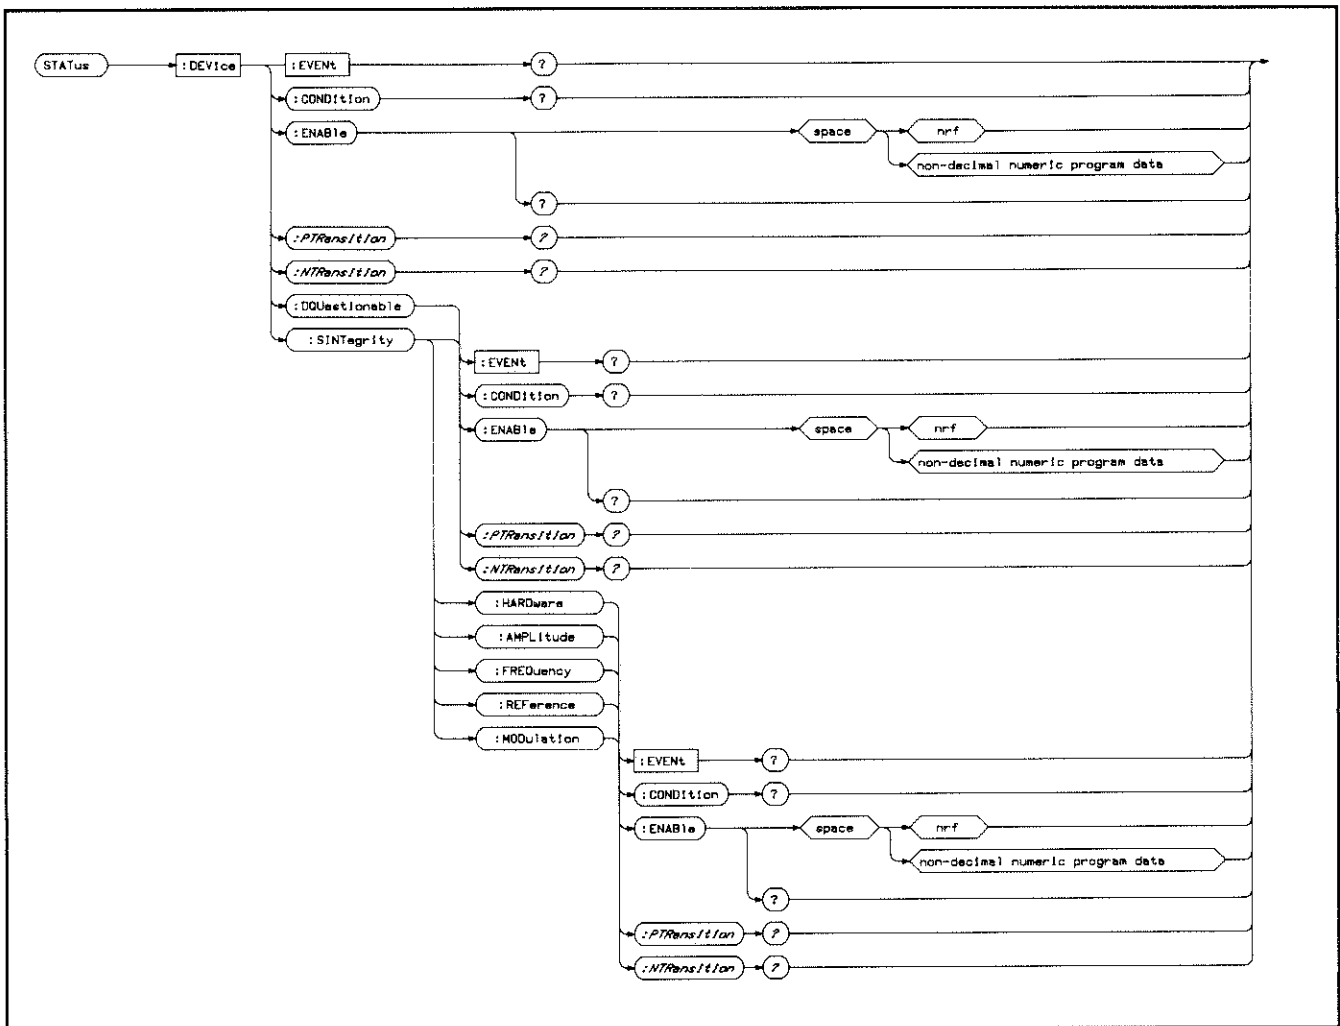 STATus :DEVIce :EVENt ?
:CONDItion ?
:ENABle space nrf
non-decimal numeric program data
?
:PTRansition ?
:NTRansition ?
:DQUestionable
:SINTegrity
:EVENt ?
:CONDItion ?
:ENABle space nrf
non-decimal numeric program data
?
:PTRansition ?
:NTRansition ?
:HARDware
:AMPLitude
:FREQuency
:REFerence
:MODulation
:EVENt ?
:CONDItion ?
:ENABle space nrf
non-decimal numeric program data
?
:PTRansition ?
:NTRansition ?